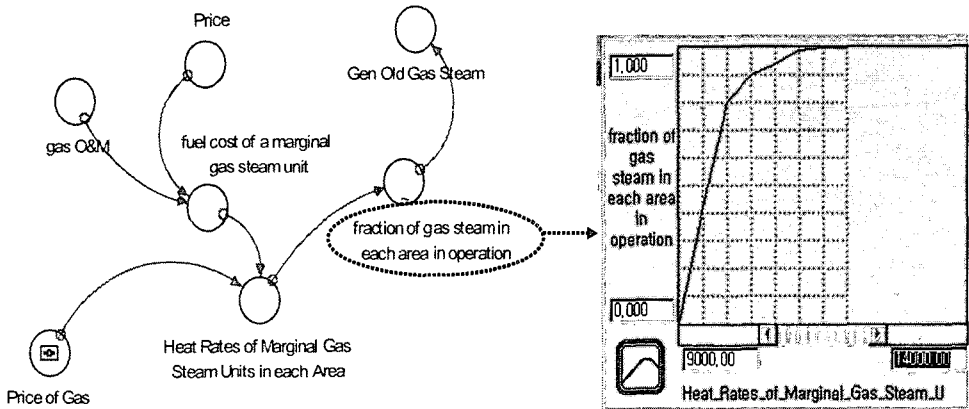 Price
Gen Old Gas Steam
gas O&M
fuel cost of a marginal
gas steam unit
fraction of gas steam in
each area in operation
Heat Rates of Marginal Gas
Steam Units in each Area
Price of Gas
1,000
fraction of
gas
steam in
each area
in
operation
0,000
9000,00
14000,00
Heat_Rates_of_Marginal_Gas_Steam_U